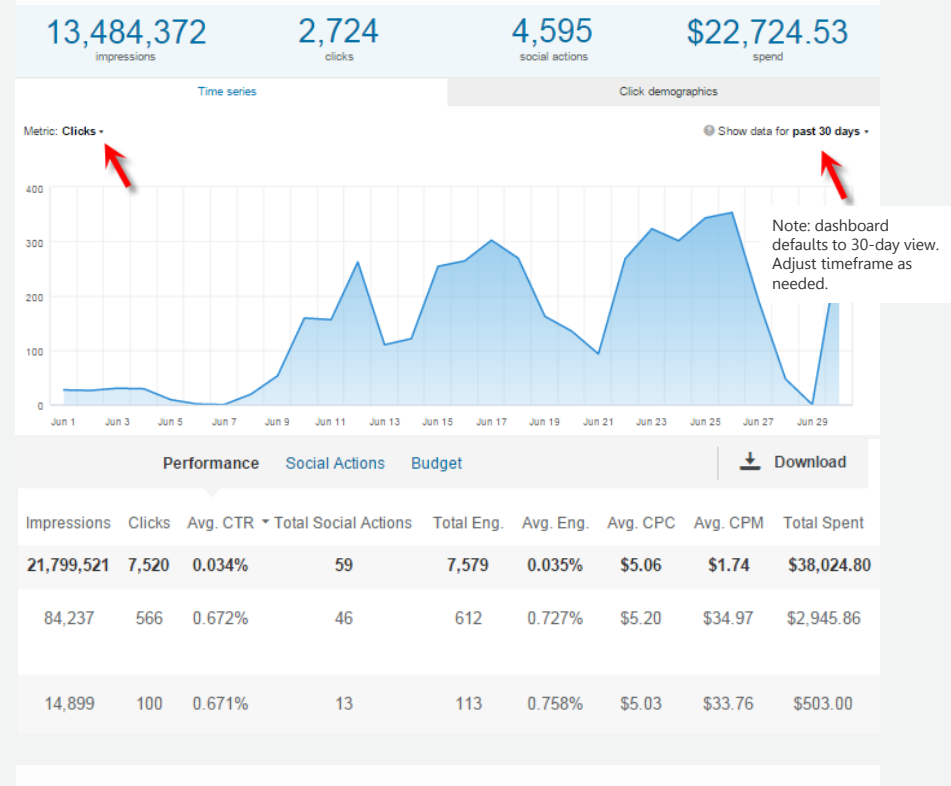 13,484,372 2,724 4,595 $22,724.53
impressions clicks social actions spend
Time series Click demographics
Metric: Clicks Show data for past 30 days
400
300
200
100
0
Jun 1 Jun 3 Jun 5 Jun 7 Jun 9 Jun 11 Jun 13 Jun 15 Jun 17 Jun 19 Jun 21 Jun 23 Jun 25 Jun 27 Jun 29
Note: dashboard
defaults to 30-day view.
Adjust timeframe as
needed.
Performance Social Actions Budget Download
Impressions Clicks Avg. CTR Total Social Actions Total Eng. Avg. Eng. Avg. CPC Avg. CPM Total Spent
21,799,521 7,520 0.034% 59 7,579 0.035% $5.06 $1.74 $38,024.80
84,237 566 0.672% 46 612 0.727% $5.20 $34.97 $2,945.86
14,899 100 0.671% 13 113 0.758% $5.03 $33.76 $503.00